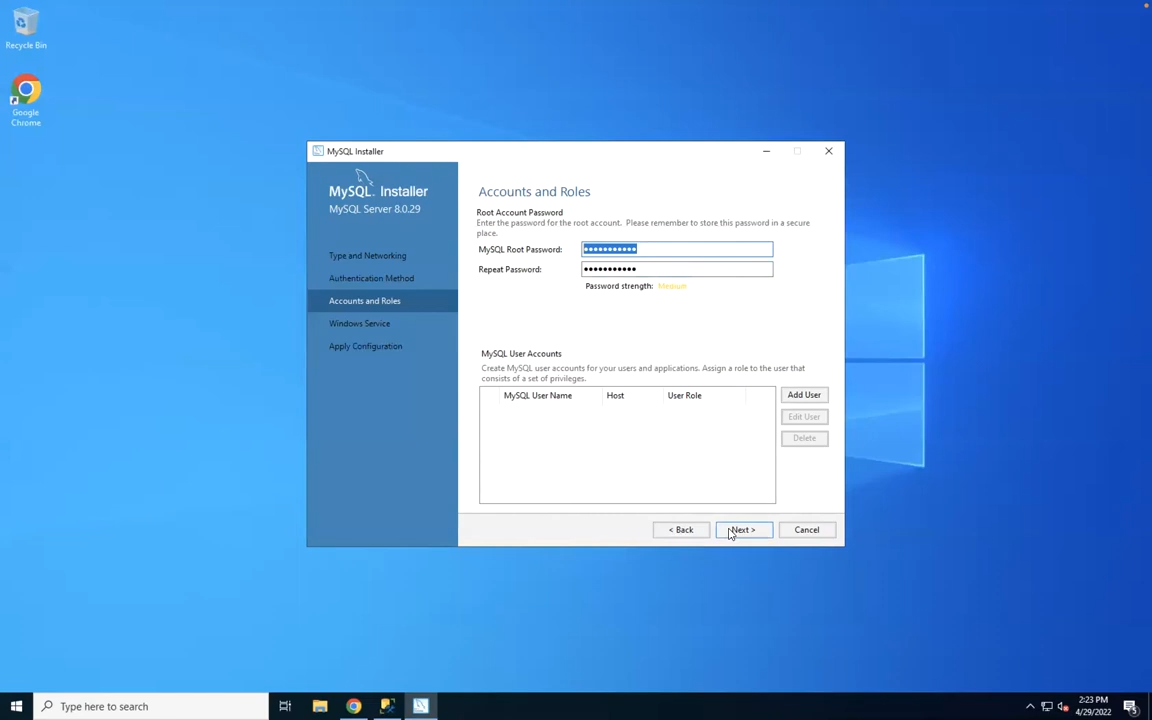 Recycle Bin
Google
Chrome
MySQL Installer
MySQL. Installer
MySQL Server 8.0.29
Type and Networking
Authentication Method
Accounts and Roles
Windows Service
Apply Configuration
Accounts and Roles
Root Account Password
Enter the password for the root account. Please remember to store this password in a secure
place.
MySQL Root Password: •••••••••••
Repeat Password: •••••••••••
Password strength: Medium
MySQL User Accounts
Create MySQL user accounts for your users and applications. Assign a role to the user that
consists of a set of privileges.
MySQL User Name Host User Role
Add User
Edit User
Delete
< Back Next > Cancel
Type here to search
2:23 PM
4/29/2022
5